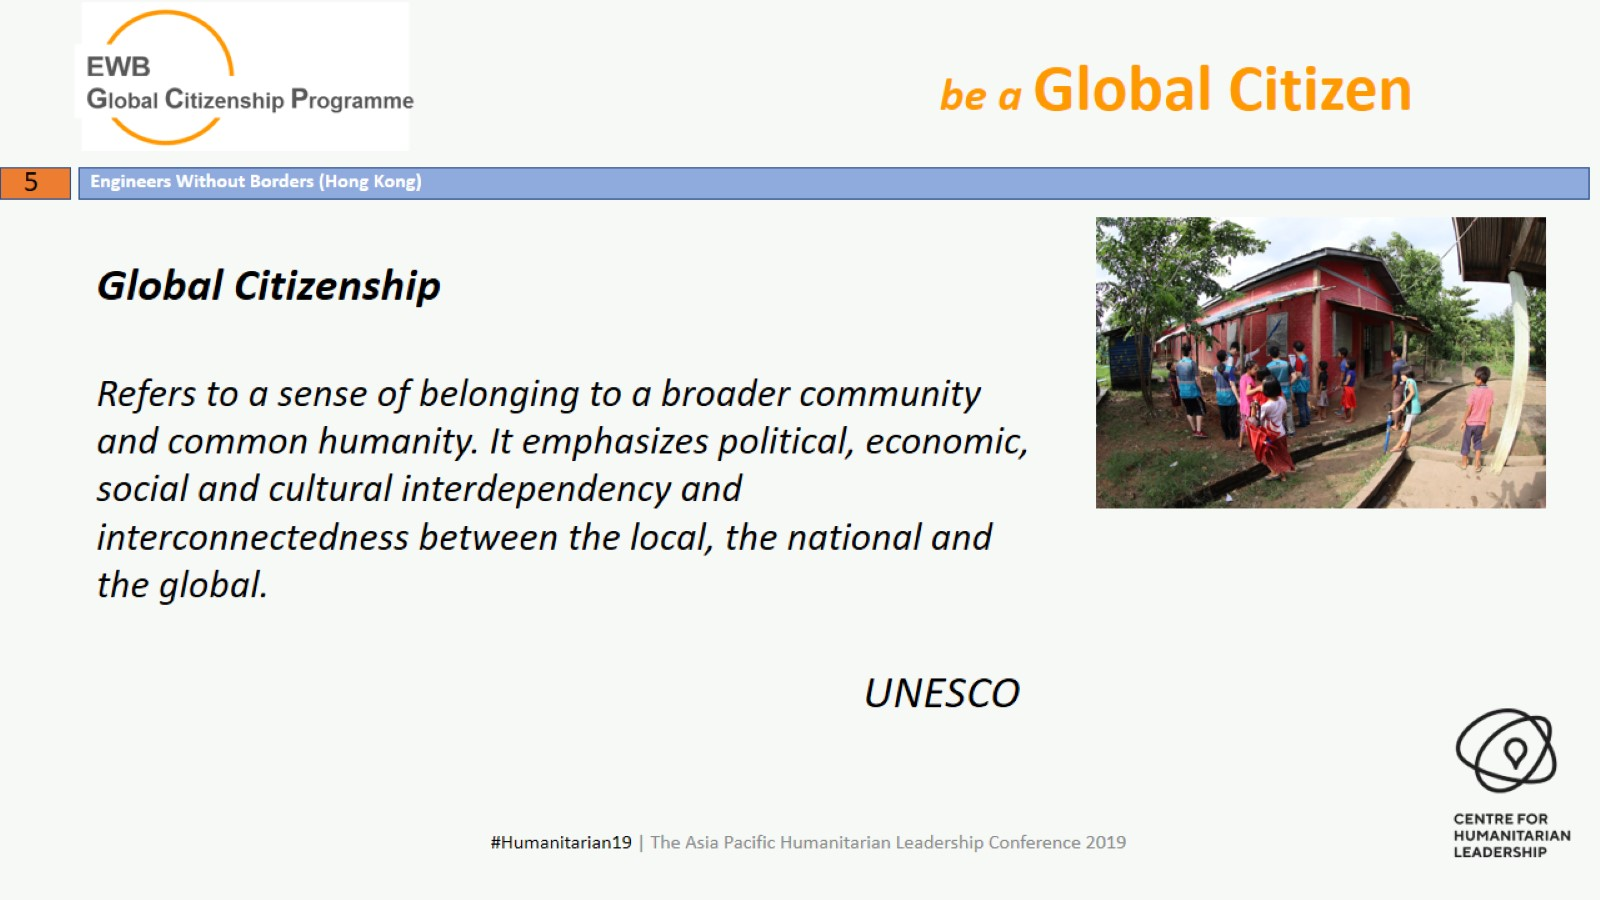 EWB
Global Citizenship Programme
be a Global Citizen
5
Engineers Without Borders (Hong Kong)
Global Citizenship
Refers to a sense of belonging to a broader community
and common humanity. It emphasizes political, economic,
social and cultural interdependency and
interconnectedness between the local, the national and
the global.
UNESCO
#Humanitarian19 | The Asia Pacific Humanitarian Leadership Conference 2019
CENTRE FOR
HUMANITARIAN
LEADERSHIP